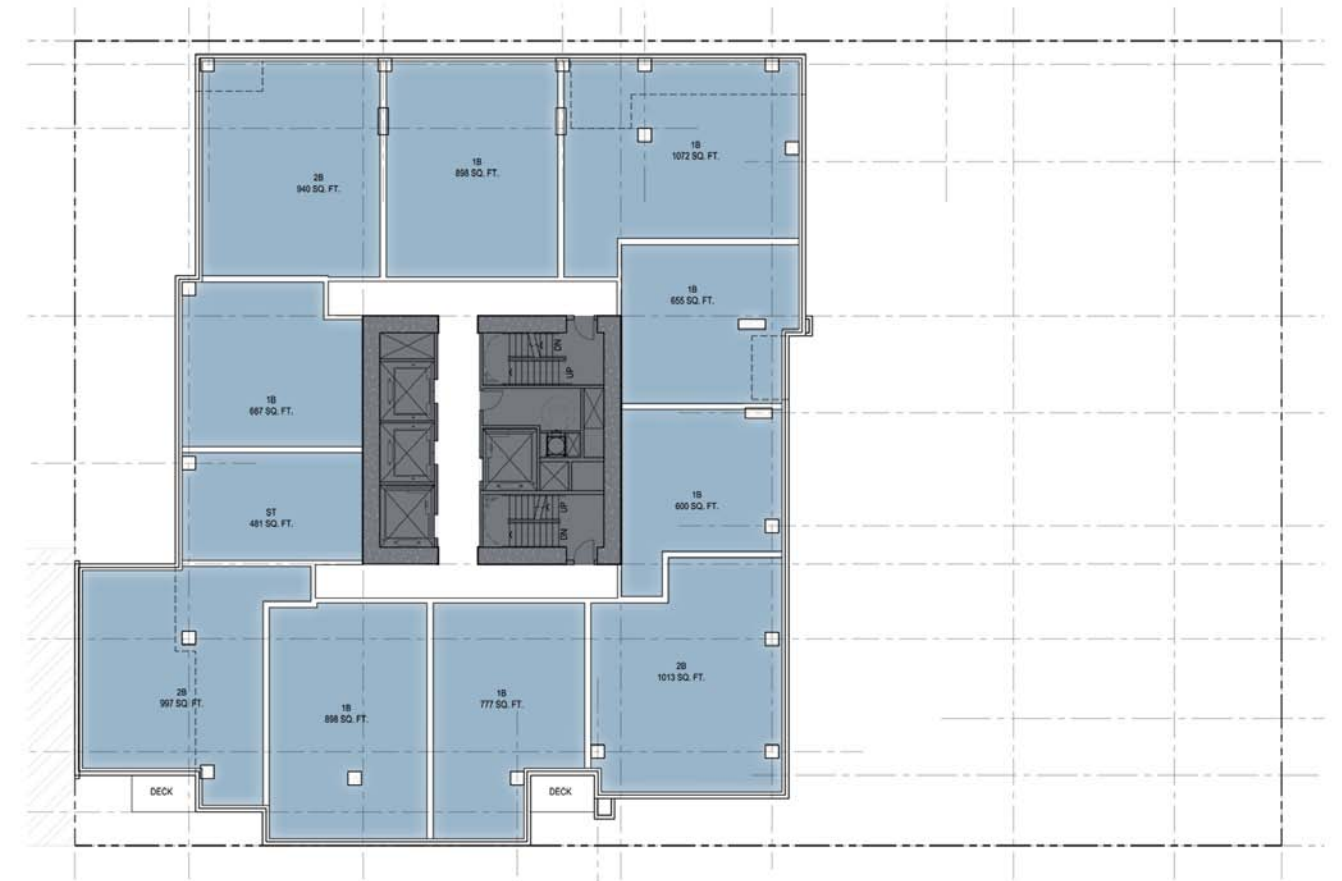 2B
940 SQ. FT.
1B
898 SQ. FT.
1B
1072 SQ. FT.
1B
655 SQ. FT.
DN
UP
1B
667 SQ. FT.
1B
600 SQ. FT.
ST
481 SQ. FT.
UP
DN
2B
997 SQ. FT.
1B
898 SQ. FT.
1B
777 SQ. FT.
2B
1013 SQ. FT.
DECK
DECK